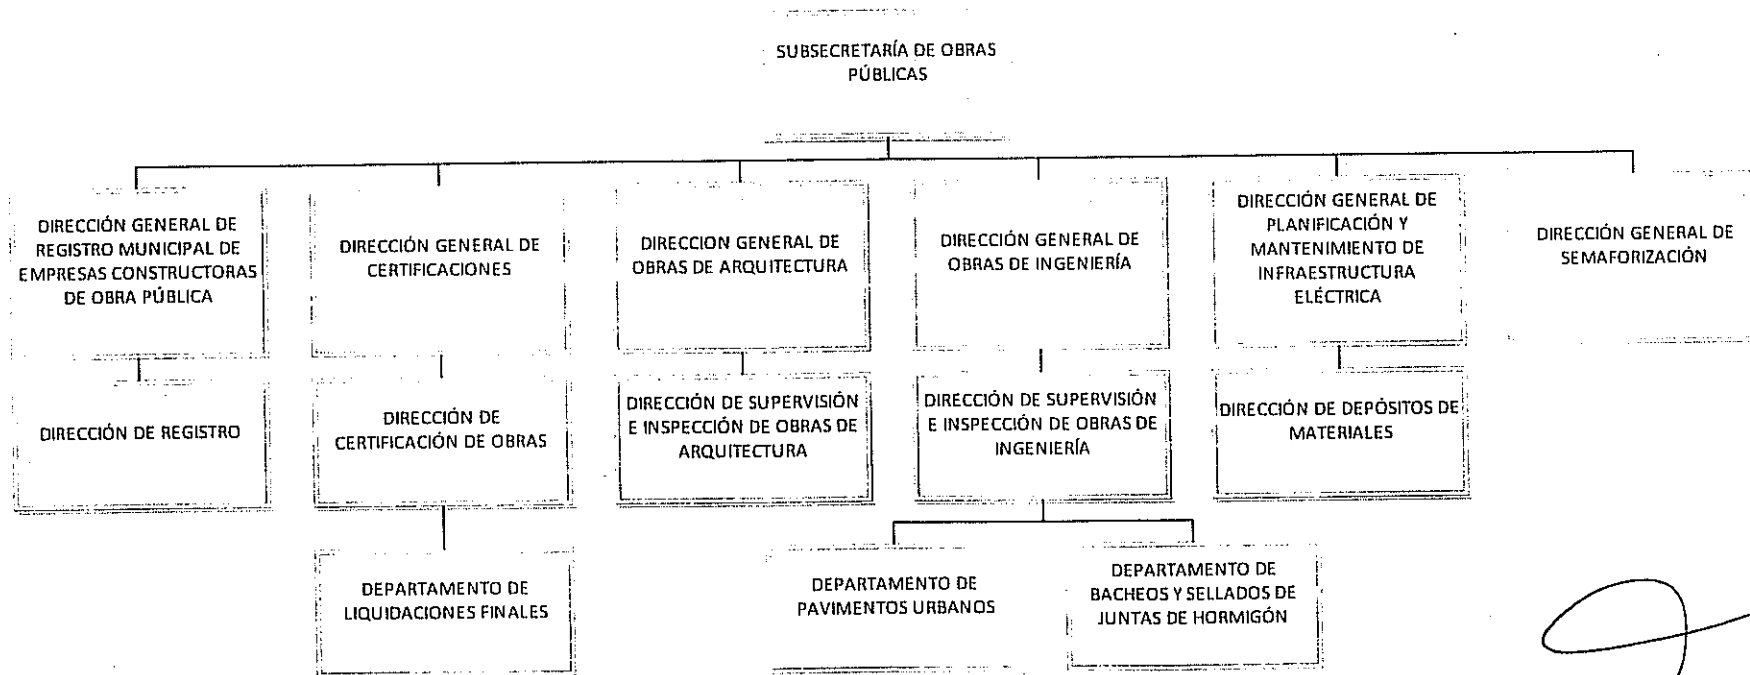 SUBSECRETARÍA DE OBRAS
PÚBLICAS
DIRECCIÓN GENERAL DE
REGISTRO MUNICIPAL DE
EMPRESAS CONSTRUCTORAS
DE OBRA PÚBLICA
DIRECCIÓN GENERAL DE
CERTIFICACIONES
DIRECCION GENERAL DE
OBRAS DE ARQUITECTURA
DIRECCIÓN GENERAL DE
OBRAS DE INGENIERÍA
DIRECCIÓN GENERAL DE
PLANIFICACIÓN Y
MANTENIMIENTO DE
INFRAESTRUCTURA
ELÉCTRICA
DIRECCIÓN GENERAL DE
SEMAFORIZACIÓN
DIRECCIÓN DE REGISTRO
DIRECCIÓN DE
CERTIFICACIÓN DE OBRAS
DIRECCIÓN DE SUPERVISIÓN
E INSPECCIÓN DE OBRAS DE
ARQUITECTURA
DIRECCIÓN DE SUPERVISIÓN
E INSPECCIÓN DE OBRAS DE
INGENIERÍA
DIRECCIÓN DE DEPÓSITOS DE
MATERIALES
DEPARTAMENTO DE
LIQUIDACIONES FINALES
DEPARTAMENTO DE
PAVIMENTOS URBANOS
DEPARTAMENTO DE
BACHEOS Y SELLADOS DE
JUNTAS DE HORMIGÓN